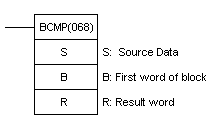 BCMP(068)
S S: Source Data
B B: First word of block
R R: Result word